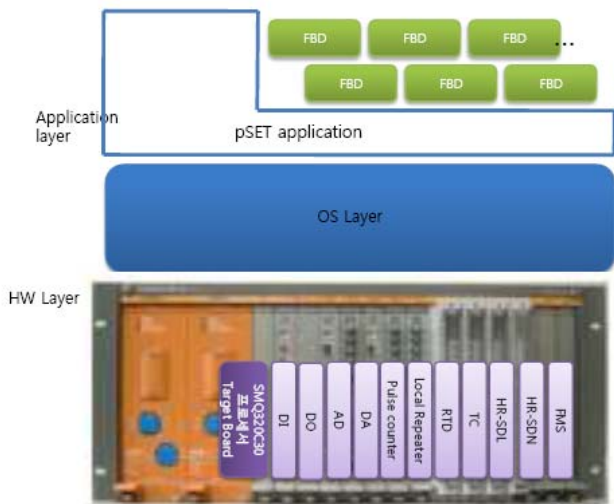 FBD
FBD
FBD
...
FBD
FBD
FBD
Application
layer
pSET application
OS Layer
HW Layer
SMQ320C30
프로세서
Target Board
DI
DO
AD
DA
Pulse counter
Local Repeater
RTD
TC
HR-SDL
HR-SDN
FMS